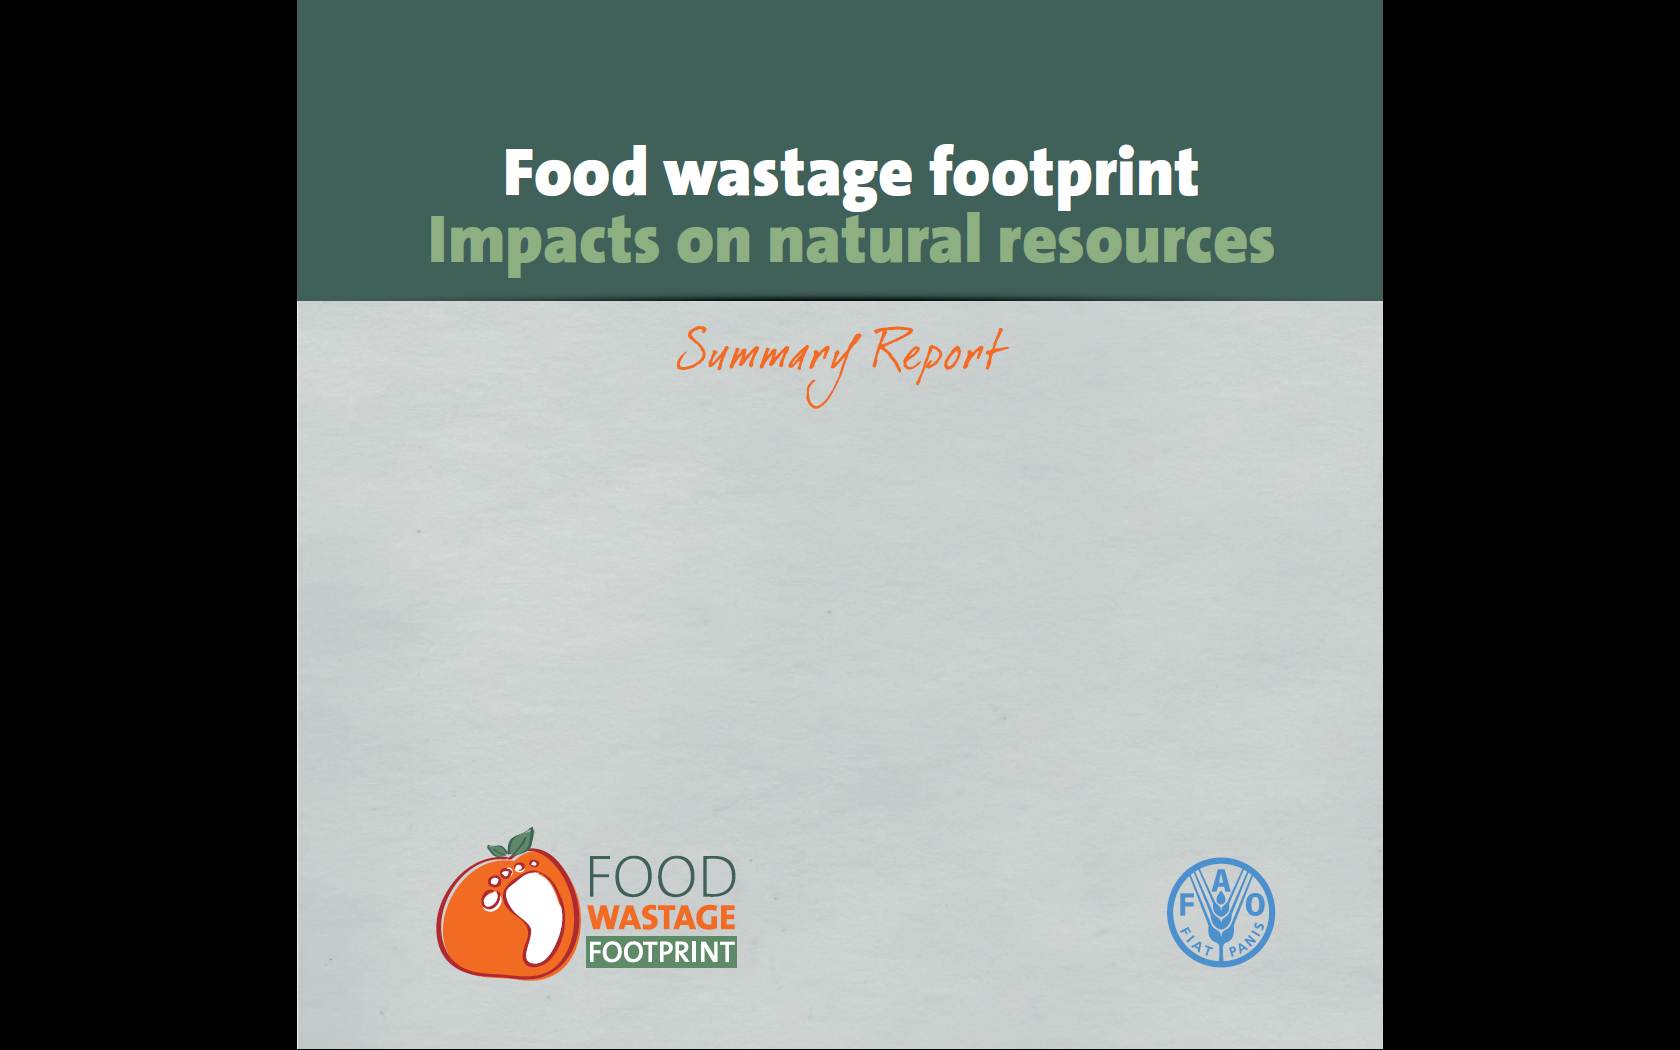 Food wastage footprint
Impacts on natural resources
Summary Report
FOOD
WASTAGE
FOOTPRINT
F A O
FIAT PANIS